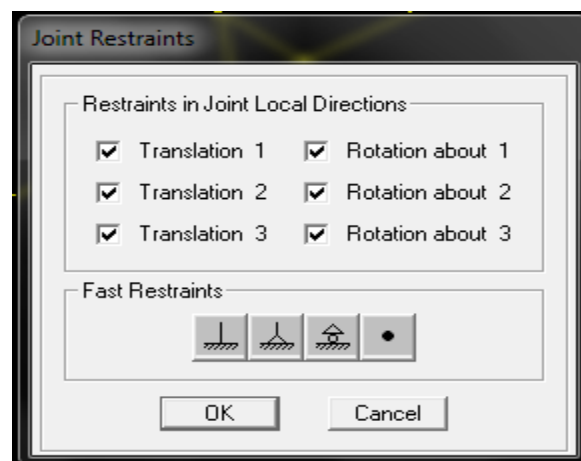 Joint Restraints
Restraints in Joint Local Directions
Translation 1 Rotation about 1
Translation 2 Rotation about 2
Translation 3 Rotation about 3
Fast Restraints
OK Cancel